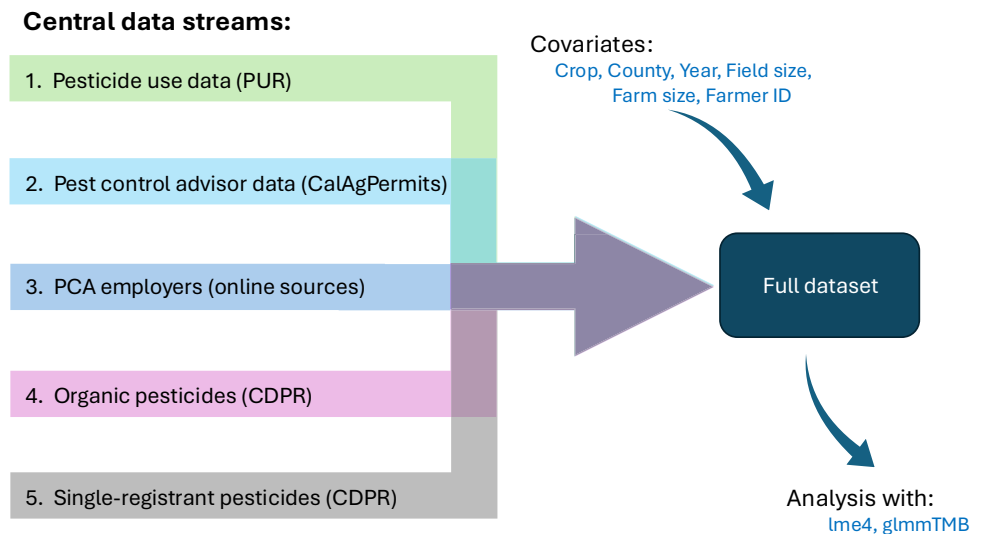 Central data streams:
1. Pesticide use data (PUR)
2. Pest control advisor data (CalAgPermits)
3. PCA employers (online sources)
4. Organic pesticides (CDPR)
5. Single-registrant pesticides (CDPR)
Covariates:
Crop, County, Year, Field size,
Farm size, Farmer ID
Full dataset
Analysis with:
lme4, glmmTMB